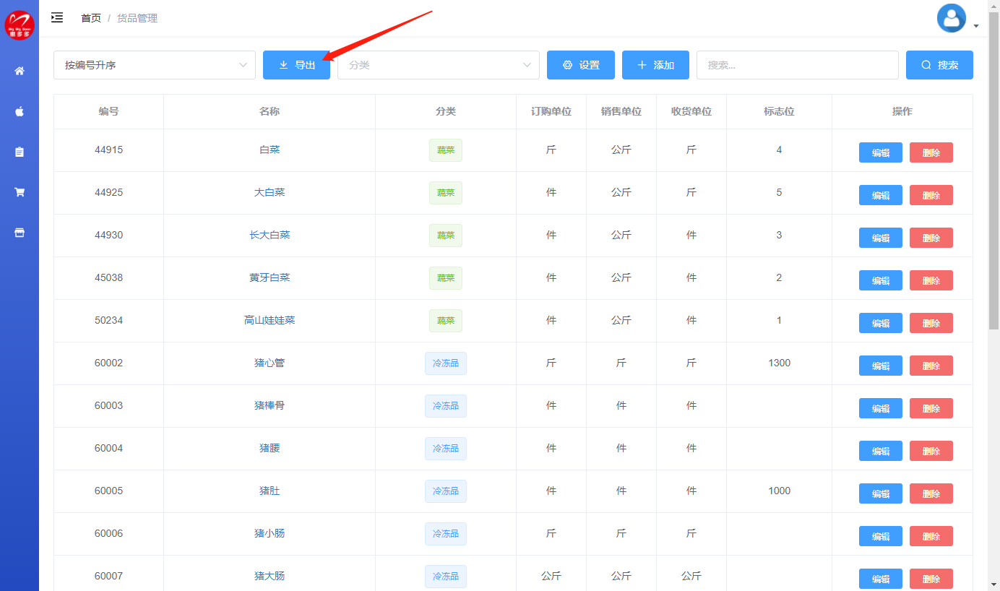 首页 / 货品管理
按编号升序 导出 分类 设置 添加 搜索... 搜索
编号 名称 分类 订购单位 销售单位 收货单位 标志位 操作
44915 白菜 蔬菜 斤 公斤 斤 4 编辑 删除
44925 大白菜 蔬菜 件 公斤 斤 5 编辑 删除
44930 长大白菜 蔬菜 件 公斤 件 3 编辑 删除
45038 黄牙白菜 蔬菜 件 公斤 件 2 编辑 删除
50234 高山娃娃菜 蔬菜 件 公斤 件 1 编辑 删除
60002 猪心管 冷冻品 斤 斤 斤 1300 编辑 删除
60003 猪棒骨 冷冻品 件 件 件 编辑 删除
60004 猪腰 冷冻品 件 件 件 编辑 删除
60005 猪肚 冷冻品 件 件 件 1000 编辑 删除
60006 猪小肠 冷冻品 斤 斤 斤 编辑 删除
60007 猪大肠 冷冻品 公斤 公斤 公斤 编辑 删除